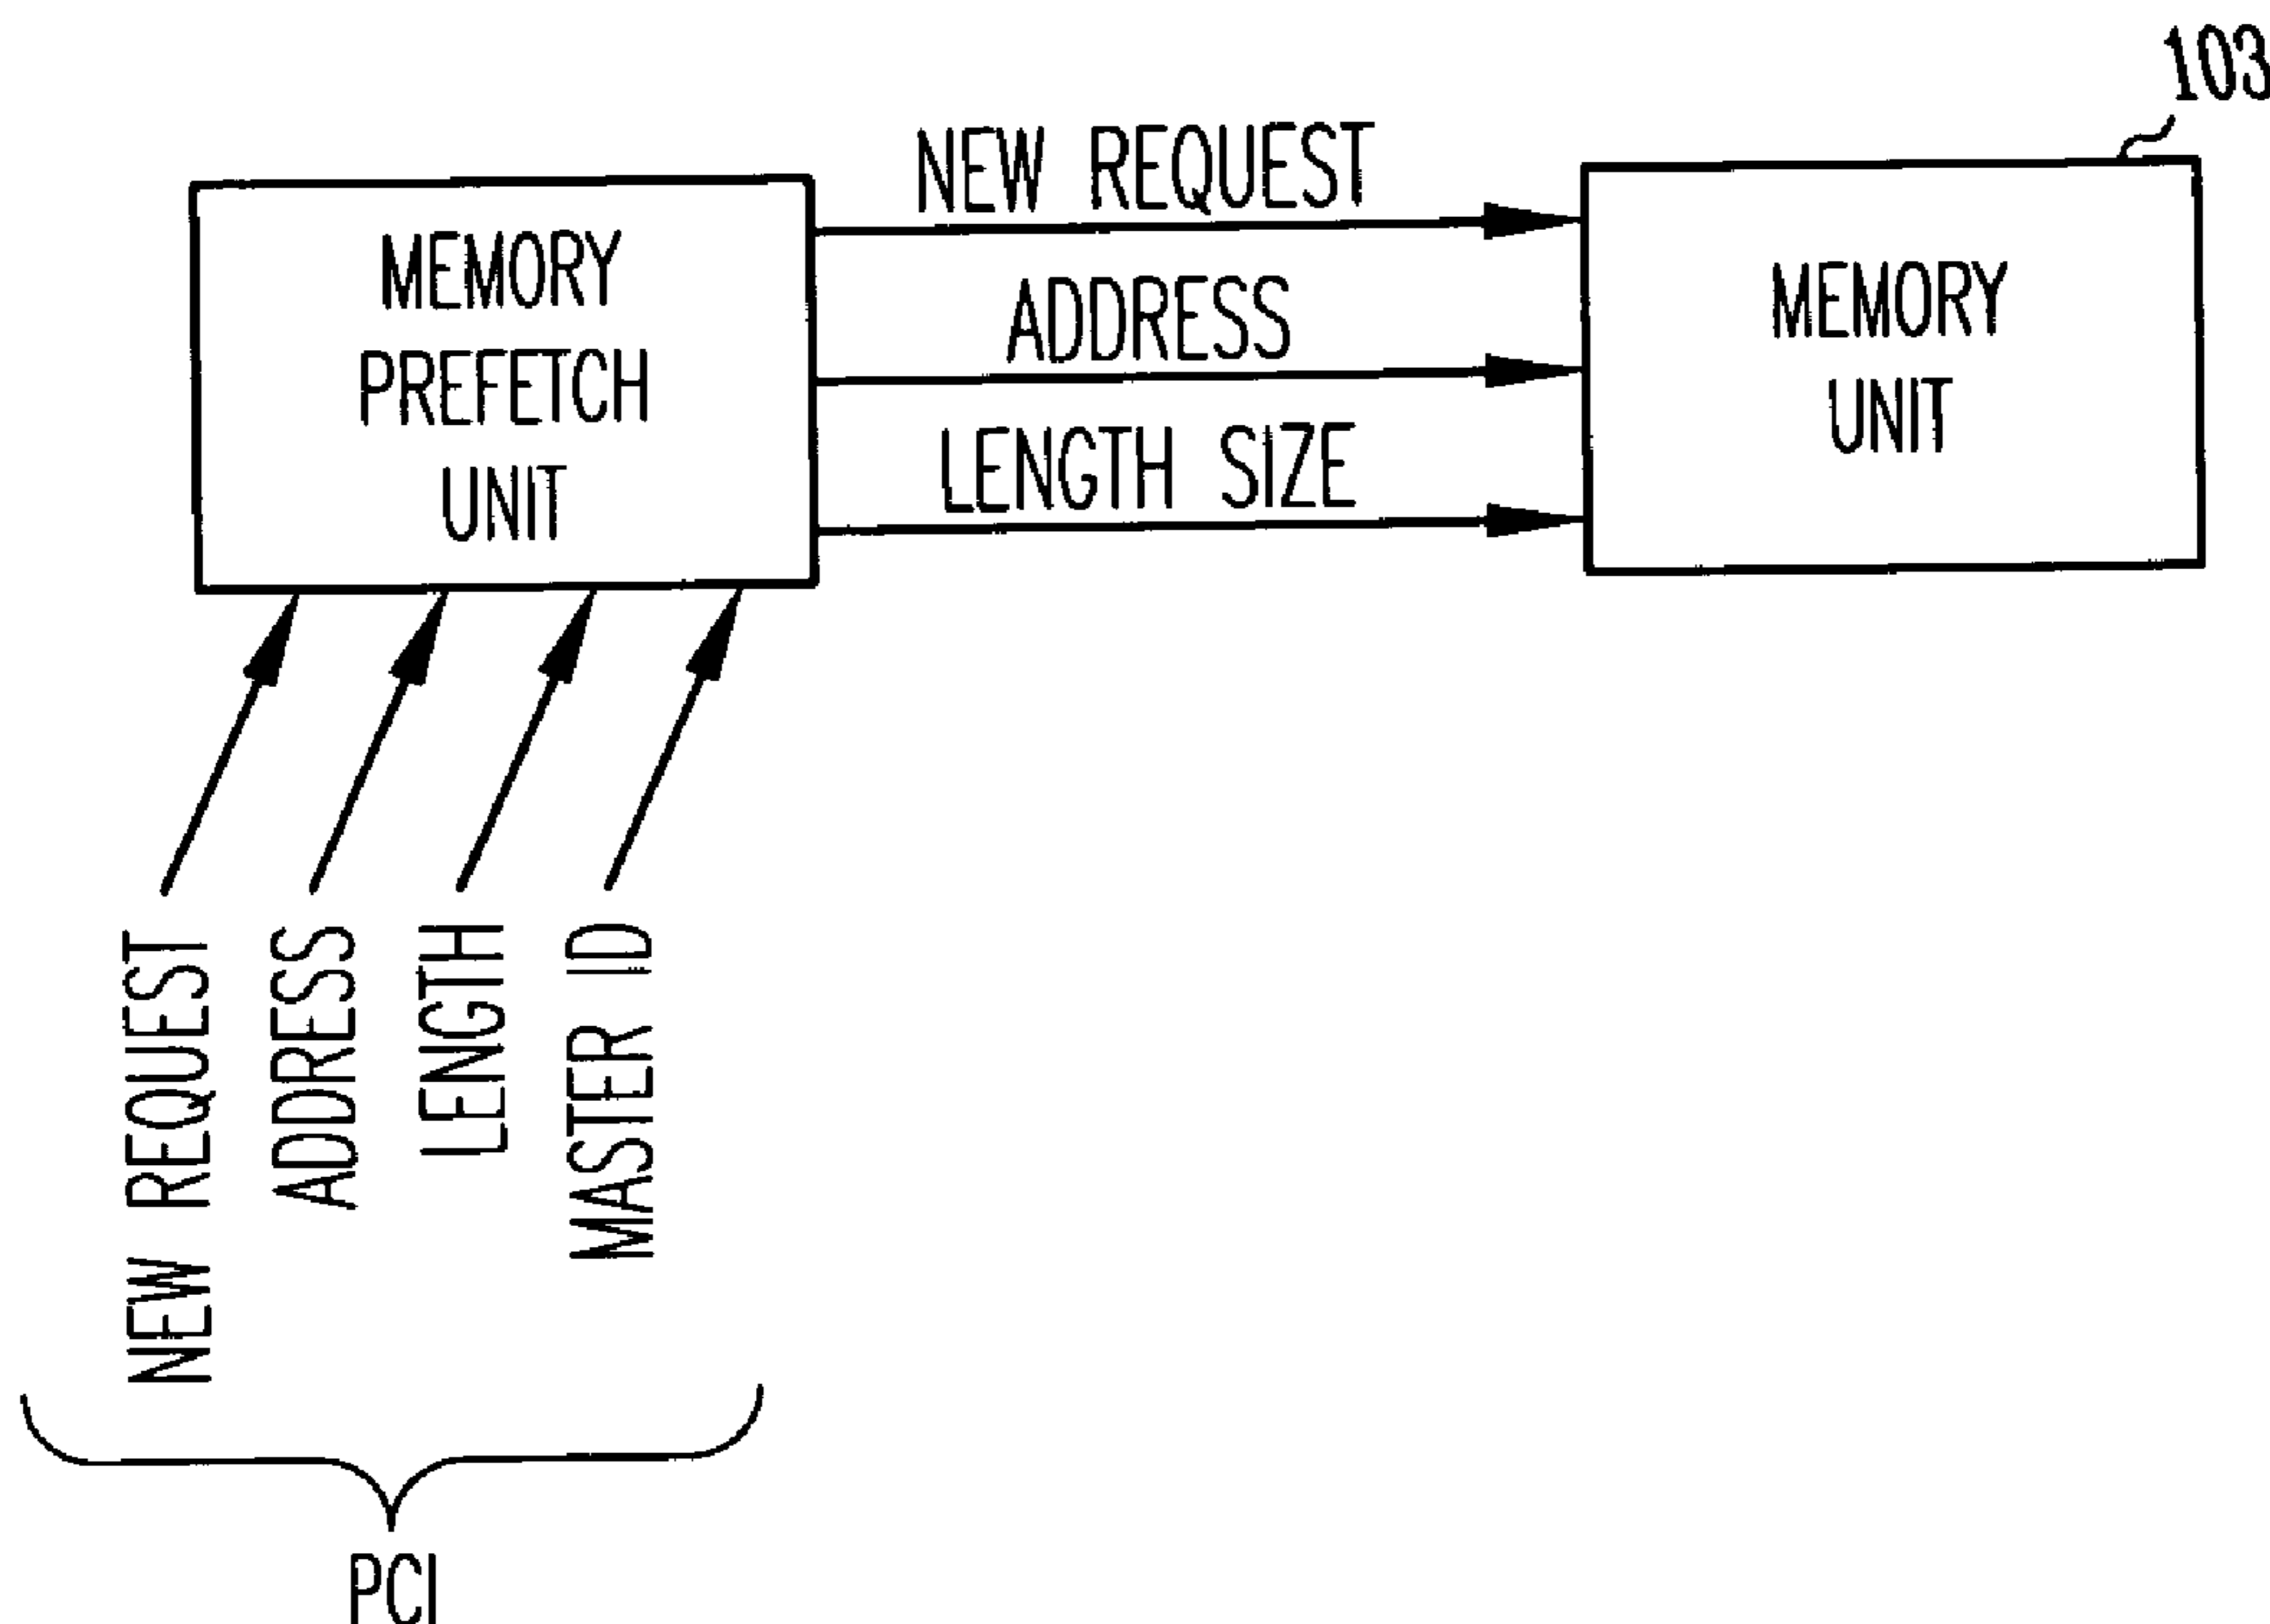 103
NEW REQUEST
MEMORY
PREFETCH
UNIT
ADDRESS
LENGTH SIZE
MEMORY
UNIT
NEW REQUEST
ADDRESS
LENGTH
MASTER ID
PCI